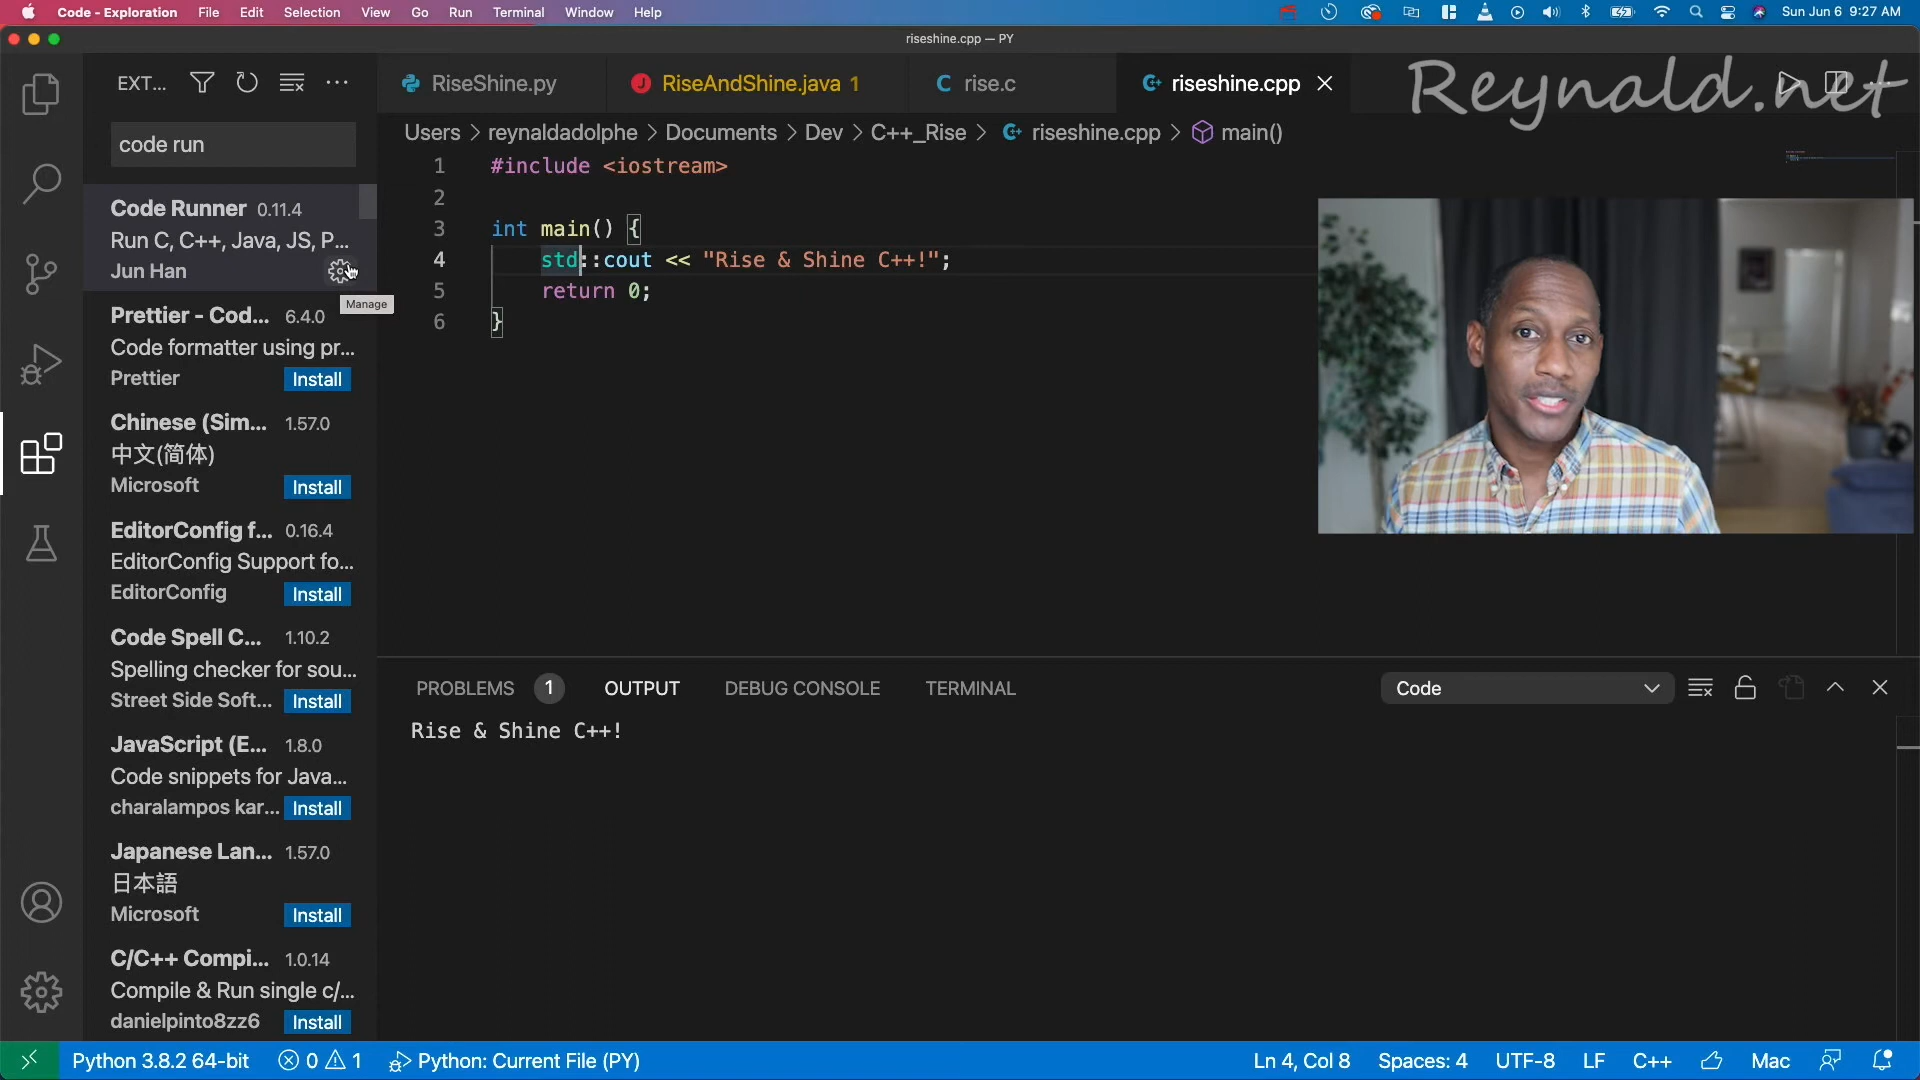 Code - Exploration File Edit Selection View Go Run Terminal Window Help
Sun Jun 6 9:27 AM
riseshine.cpp — PY
EXT...
RiseShine.py
RiseAndShine.java 1
rise.c
riseshine.cpp
Reynald.net
code run
Users > reynaldadolphe > Documents > Dev > C++_Rise > riseshine.cpp > main()
1 #include <iostream>
2
3 int main() {
4 std::cout << "Rise & Shine C++!";
5 return 0;
6 }
Code Runner 0.11.4
Run C, C++, Java, JS, P...
Jun Han
Manage
Prettier - Cod... 6.4.0
Code formatter using pr...
Prettier Install
Chinese (Sim... 1.57.0
中文(简体)
Microsoft Install
EditorConfig f... 0.16.4
EditorConfig Support fo...
EditorConfig Install
Code Spell C... 1.10.2
Spelling checker for sou...
Street Side Soft... Install
JavaScript (E... 1.8.0
Code snippets for Java...
charalampos kar... Install
Japanese Lan... 1.57.0
日本語
Microsoft Install
C/C++ Compi... 1.0.14
Compile & Run single c/...
danielpinto8zz6 Install
PROBLEMS 1 OUTPUT DEBUG CONSOLE TERMINAL
Code
Rise & Shine C++!
Python 3.8.2 64-bit 0 1 Python: Current File (PY)
Ln 4, Col 8 Spaces: 4 UTF-8 LF C++ Mac